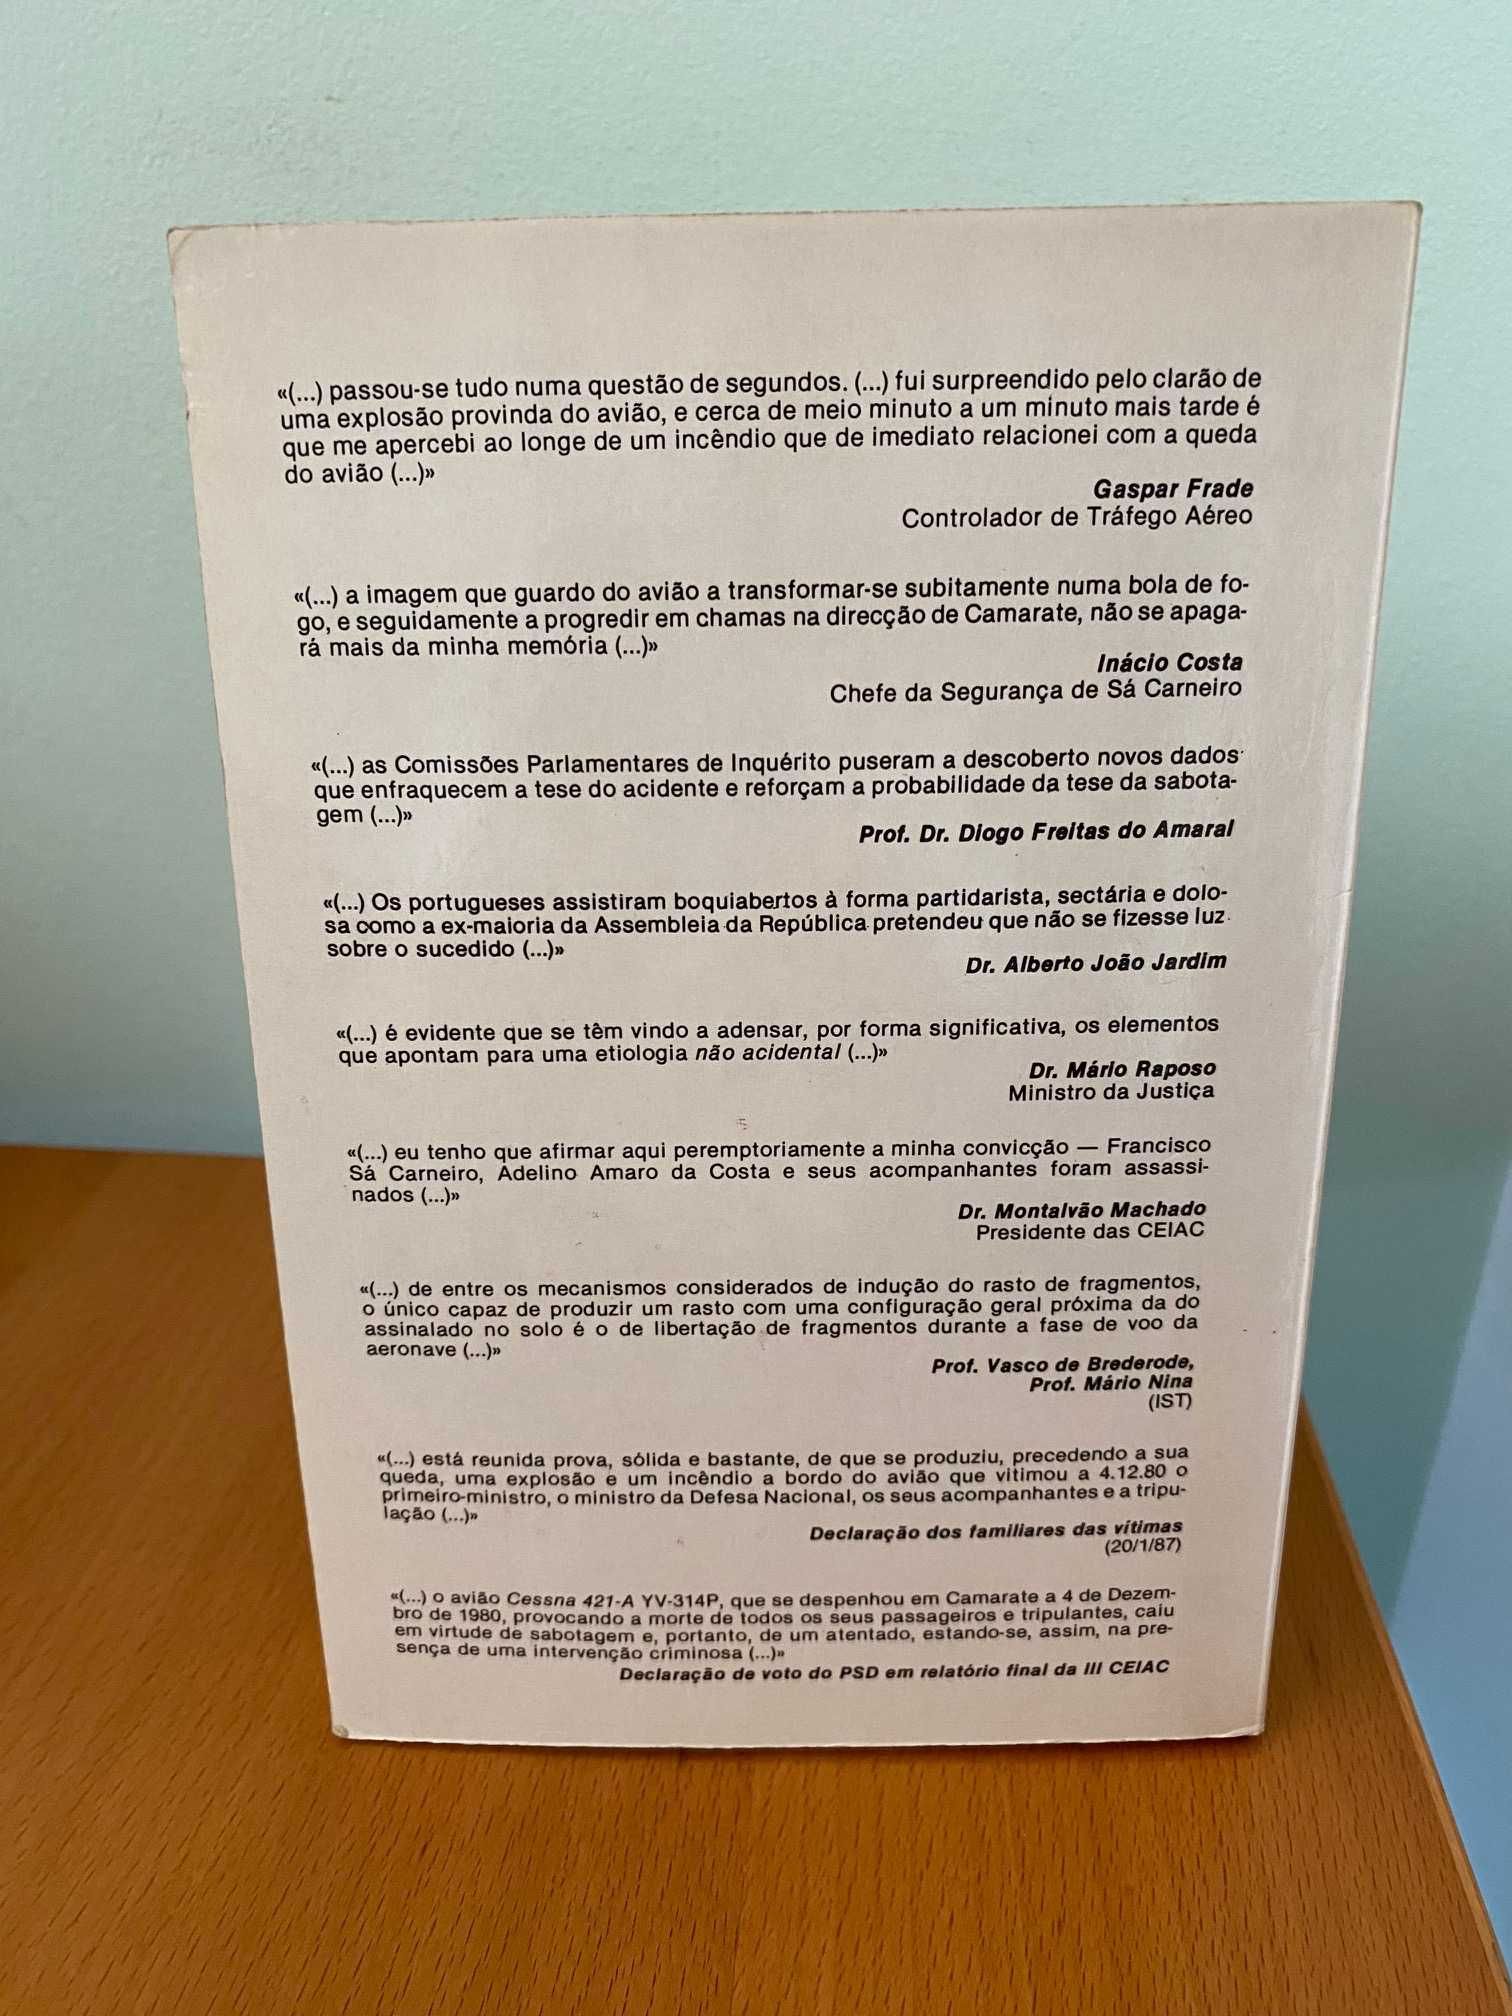 «(...) passou-se tudo numa questão de segundos. (...) fui surpreendido pelo clarão de
uma explosão provinda do avião, e cerca de meio minuto a um minuto mais tarde é
que me apercebi ao longe de um incêndio que de imediato relacionei com a queda
do avião (...)»
Gaspar Frade
Controlador de Tráfego Aéreo
«(...) a imagem que guardo do avião a transformar-se subitamente numa bola de fo-
go, e seguidamente a progredir em chamas na direcção de Camarate, não se apaga-
rá mais da minha memória (...)»
Inácio Costa
Chefe da Segurança de Sá Carneiro
«(...) as Comissões Parlamentares de Inquérito puseram a descoberto novos dados
que enfraquecem a tese do acidente e reforçam a probabilidade da tese da sabota-
gem (...)»
Prof. Dr. Diogo Freitas do Amaral
«(...) Os portugueses assistiram boquiabertos à forma partidarista, sectária e dolo-
sa como a ex-maioria da Assembleia da República pretendeu que não se fizesse luz
sobre o sucedido (...)»
Dr. Alberto João Jardim
«(...) é evidente que se têm vindo a adensar, por forma significativa, os elementos
que apontam para uma etiologia não acidental (...)»
Dr. Mário Raposo
Ministro da Justiça
«(...) eu tenho que afirmar aqui peremptoriamente a minha convicção — Francisco
Sá Carneiro, Adelino Amaro da Costa e seus acompanhantes foram assassi-
nados (...)»
Dr. Montalvão Machado
Presidente das CEIAC
«(...) de entre os mecanismos considerados de indução do rasto de fragmentos,
o único capaz de produzir um rasto com uma configuração geral próxima da do
assinalado no solo é o de libertação de fragmentos durante a fase de voo da
aeronave (...)»
Prof. Vasco de Brederode,
Prof. Mário Nina
(IST)
«(...) está reunida prova, sólida e bastante, de que se produziu, precedendo a sua
queda, uma explosão e um incêndio a bordo do avião que vitimou a 4.12.80 o
primeiro-ministro, o ministro da Defesa Nacional, os seus acompanhantes e a tripu-
lação (...)»
Declaração dos familiares das vítimas
(20/1/87)
«(...) o avião Cessna 421-A YV-314P, que se despenhou em Camarate a 4 de Dezem-
bro de 1980, provocando a morte de todos os seus passageiros e tripulantes, caiu
em virtude de sabotagem e, portanto, de um atentado, estando-se, assim, na pre-
sença de uma intervenção criminosa (...)»
Declaração de voto do PSD em relatório final da III CEIAC